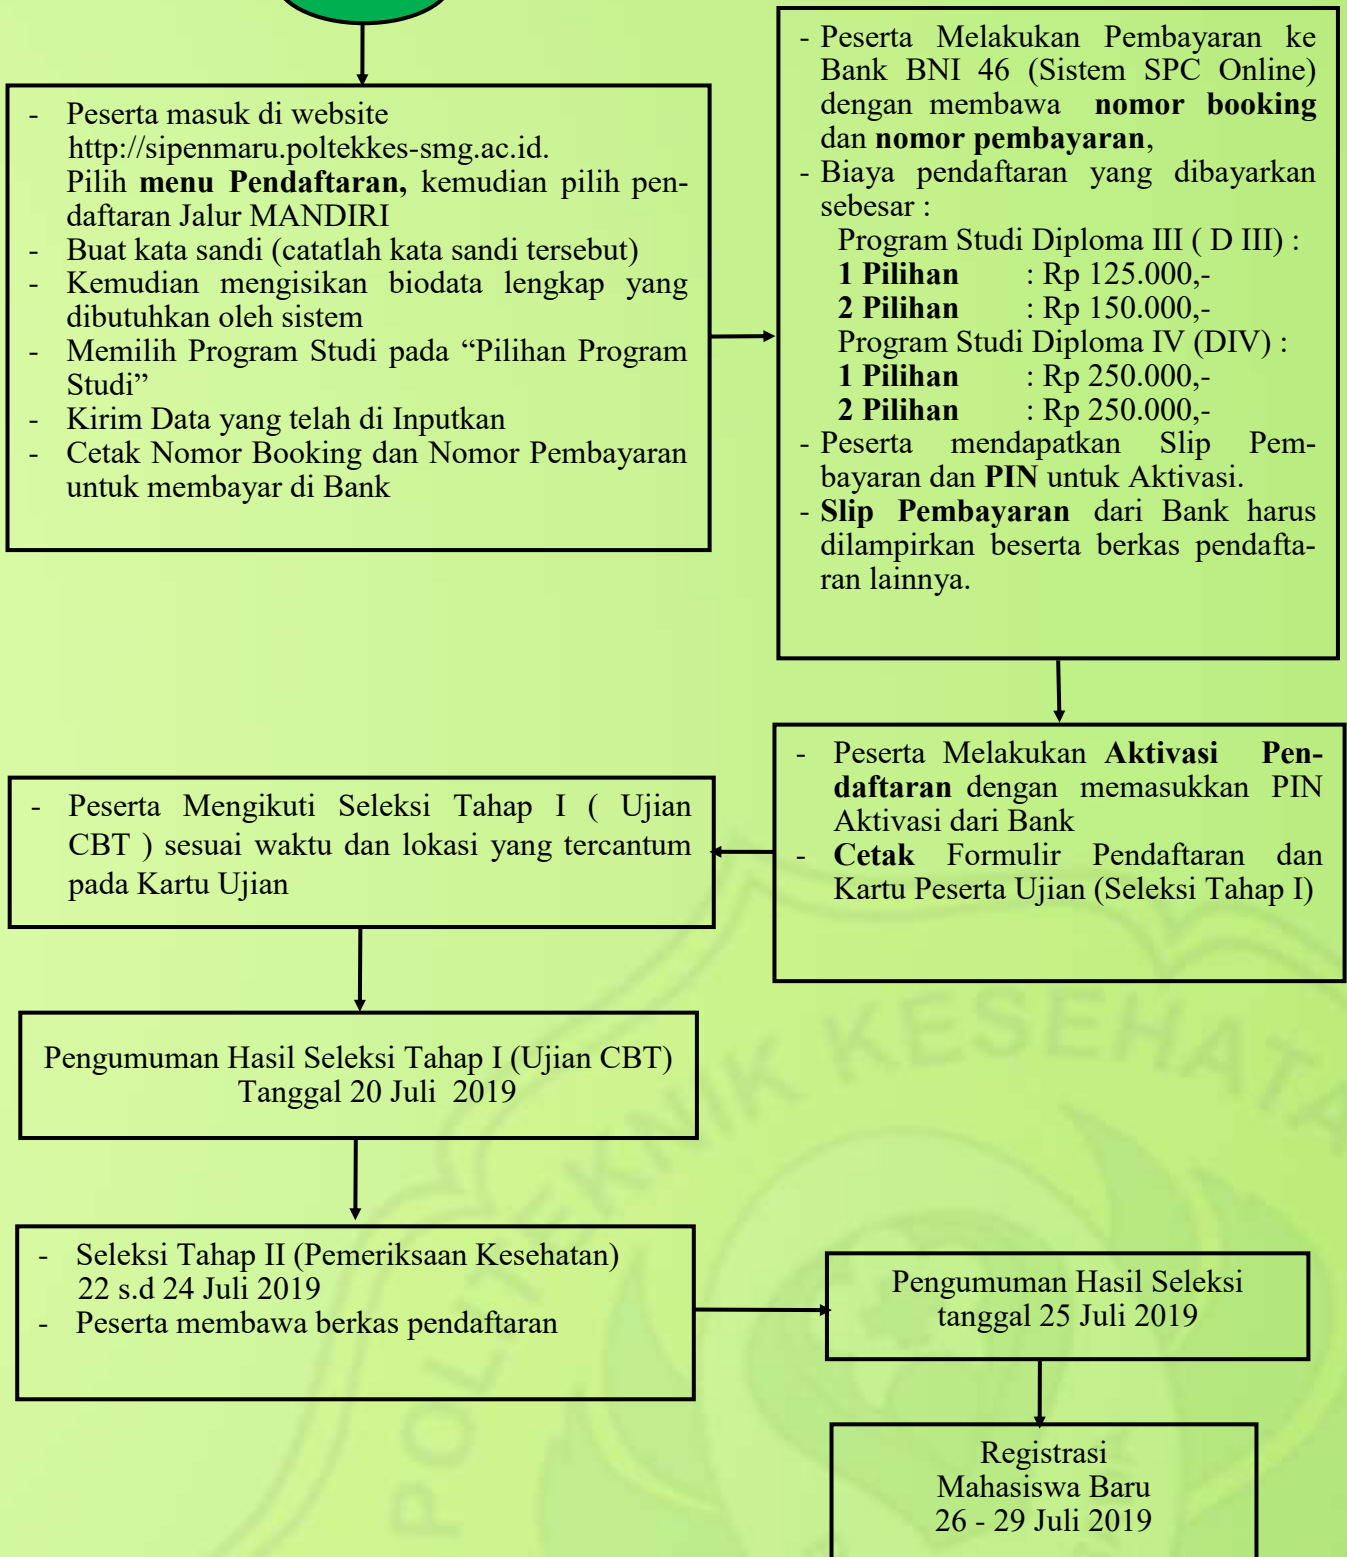 - Peserta masuk di website
http://sipenmaru.poltekkes-smg.ac.id.
Pilih menu Pendaftaran, kemudian pilih pen-
daftaran Jalur MANDIRI
- Buat kata sandi (catatlah kata sandi tersebut)
- Kemudian mengisikan biodata lengkap yang
dibutuhkan oleh sistem
- Memilih Program Studi pada “Pilihan Program
Studi”
- Kirim Data yang telah di Inputkan
- Cetak Nomor Booking dan Nomor Pembayaran
untuk membayar di Bank
- Peserta Melakukan Pembayaran ke
Bank BNI 46 (Sistem SPC Online)
dengan membawa nomor booking
dan nomor pembayaran,
- Biaya pendaftaran yang dibayarkan
sebesar :
Program Studi Diploma III ( D III) :
1 Pilihan : Rp 125.000,-
2 Pilihan : Rp 150.000,-
Program Studi Diploma IV (DIV) :
1 Pilihan : Rp 250.000,-
2 Pilihan : Rp 250.000,-
- Peserta mendapatkan Slip Pem-
bayaran dan PIN untuk Aktivasi.
- Slip Pembayaran dari Bank harus
dilampirkan beserta berkas pendafta-
ran lainnya.
- Peserta Melakukan Aktivasi Pen-
daftaran dengan memasukkan PIN
Aktivasi dari Bank
- Cetak Formulir Pendaftaran dan
Kartu Peserta Ujian (Seleksi Tahap I)
- Peserta Mengikuti Seleksi Tahap I ( Ujian
CBT ) sesuai waktu dan lokasi yang tercantum
pada Kartu Ujian
Pengumuman Hasil Seleksi Tahap I (Ujian CBT)
Tanggal 20 Juli 2019
- Seleksi Tahap II (Pemeriksaan Kesehatan)
22 s.d 24 Juli 2019
- Peserta membawa berkas pendaftaran
Pengumuman Hasil Seleksi
tanggal 25 Juli 2019
Registrasi
Mahasiswa Baru
26 - 29 Juli 2019
POLITEKNIK KESEHATA